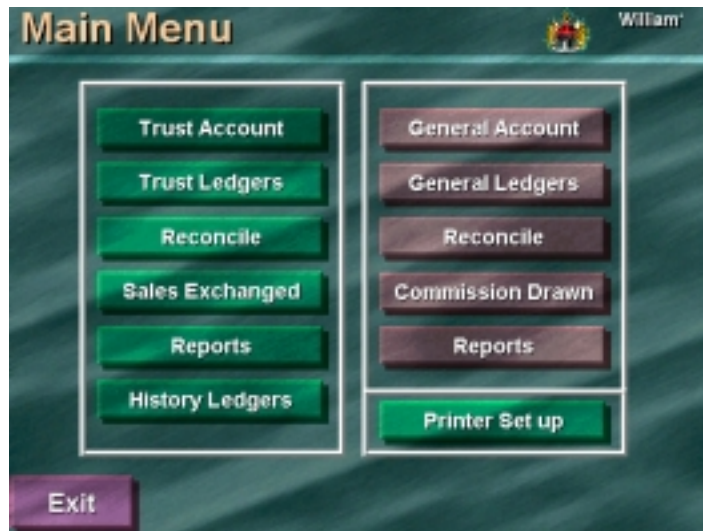 Main Menu
William'
Trust Account
Trust Ledgers
Reconcile
Sales Exchanged
Reports
History Ledgers
General Account
General Ledgers
Reconcile
Commission Drawn
Reports
Printer Set up
Exit